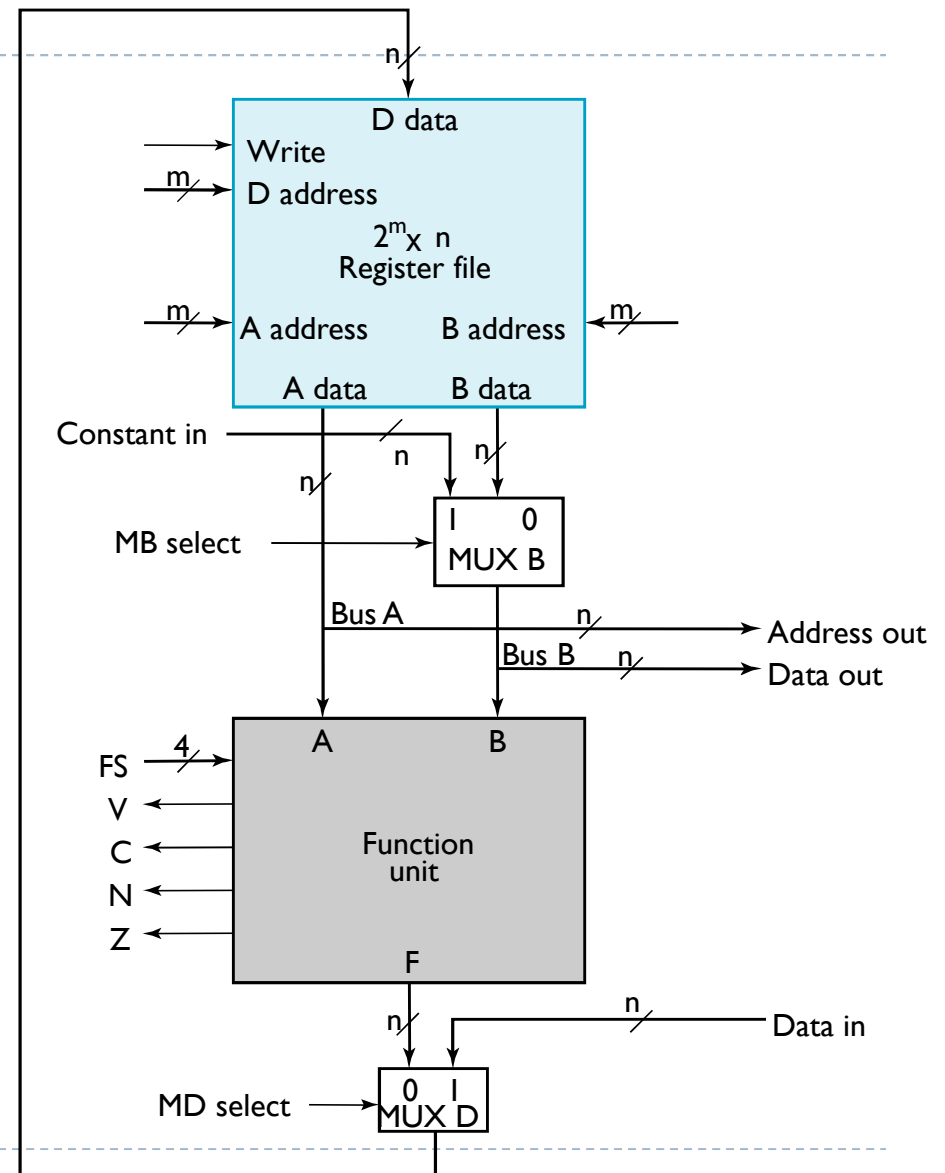 n
D data
Write
m
D address
2ᵐx n
Register file
m
A address
B address
m
A data
B data
Constant in
n
n
n
1 0
MB select
MUX B
Bus A
n
Address out
Bus B
n
Data out
A
B
FS
4
V
C
N
Z
Function
unit
F
n
n
Data in
0 1
MD select
MUX D